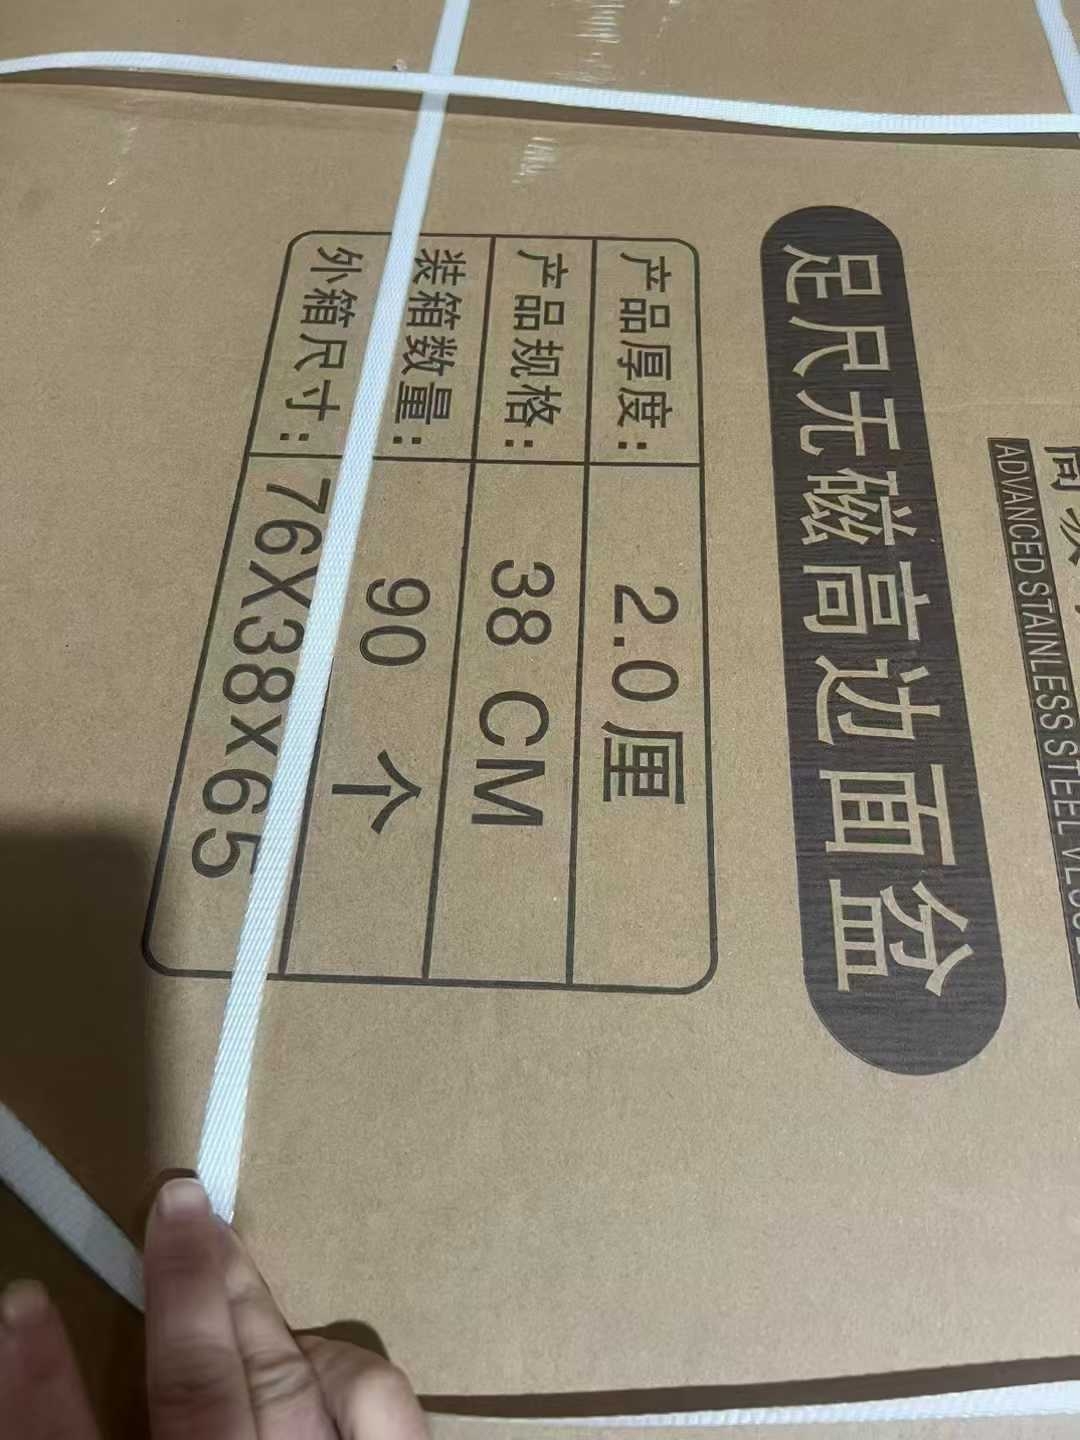 ADVANCED STAINLESS STEEL
足尺无磁高边面盆
产品厚度: 2.0厘
产品规格: 38 CM
装箱数量: 90 个
外箱尺寸: 76X38x65